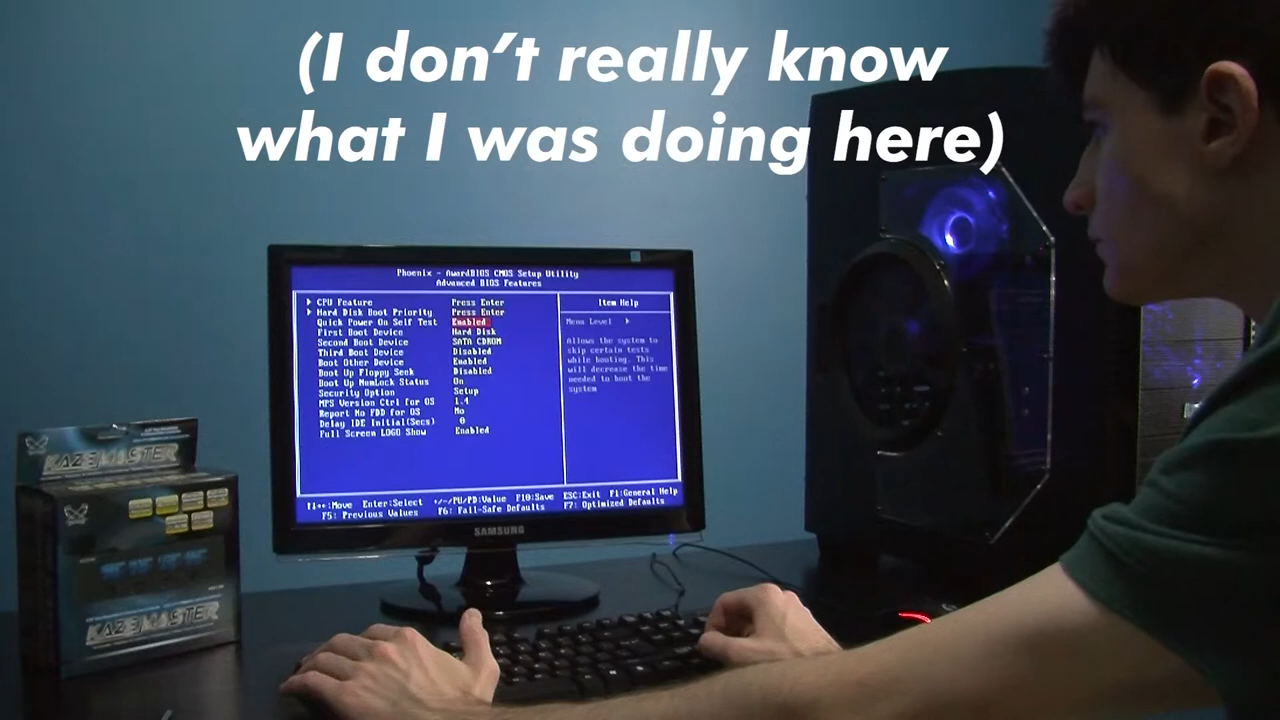 (I don't really know
what I was doing here)
Phoenix - AwardBIOS CMOS Setup Utility
Advanced BIOS Features
CPU Feature Press Enter
Hard Disk Boot Priority Press Enter
Quick Power On Self Test Enabled
First Boot Device Hard Disk
Second Boot Device SATA CDROM
Third Boot Device Disabled
Boot Other Device Enabled
Boot Up Floppy Seek Disabled
Boot Up NumLock Status On
Security Option Setup
MPS Version Ctrl for OS 1.4
Report No FDD for OS No
Delay IDE Initial(Secs) 0
Full Screen LOGO Show Enabled
Item Help
Menu Level
Allows the system to
skip certain tests
while booting. This
will decrease the time
needed to boot the
system
:Move Enter:Select +/-/PU/PD:Value F10:Save ESC:Exit F1:General Help
F5: Previous Values F6: Fail-Safe Defaults F7: Optimized Defaults
SAMSUNG
KAZE MASTER
KAZE MASTER